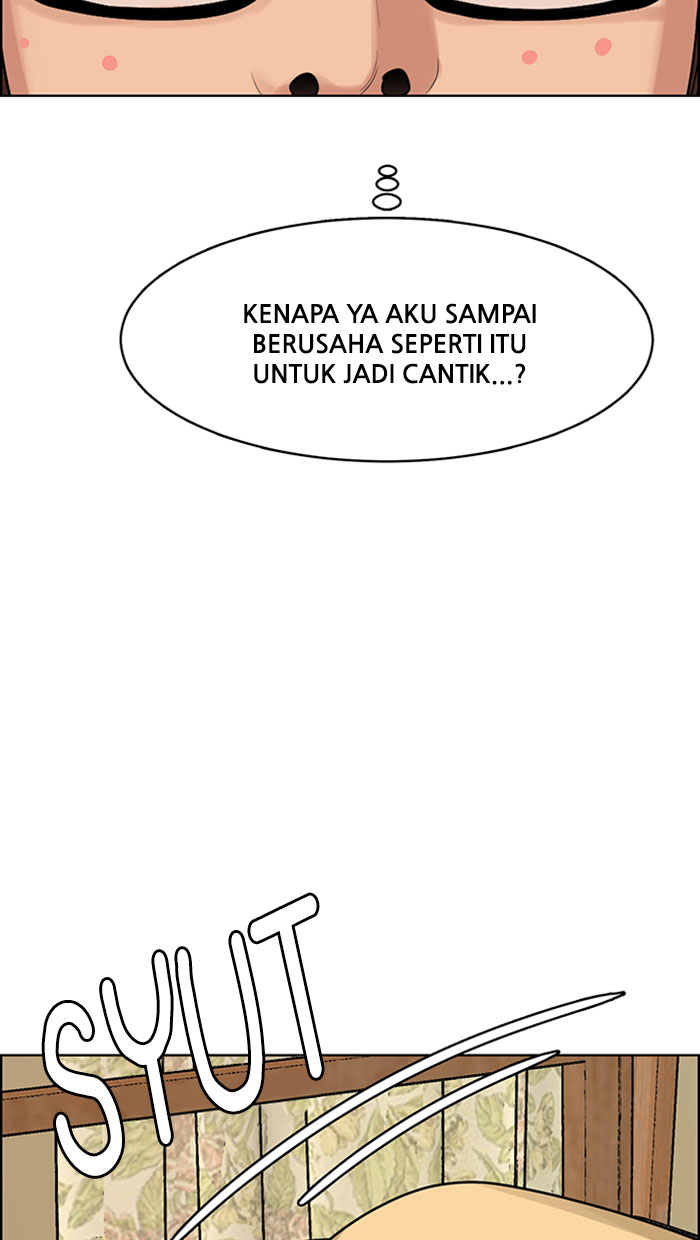 KENAPA YA AKU SAMPAI
BERUSAHA SEPERTI ITU
UNTUK JADI CANTIK...?
SYUT